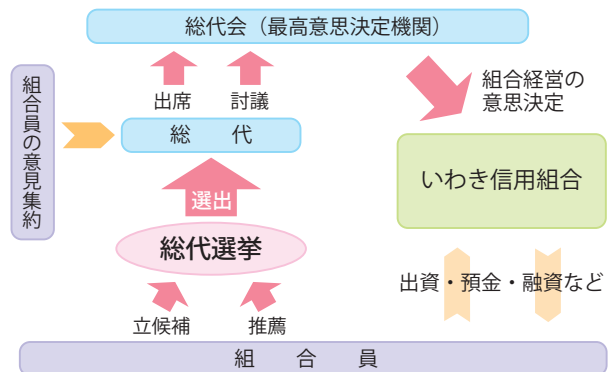 総代会（最高意思決定機関）
出席
討議
組合経営の
意思決定
組合員の意見集約
総　代
いわき信用組合
選出
総代選挙
出資・預金・融資など
立候補
推薦
組　合　員